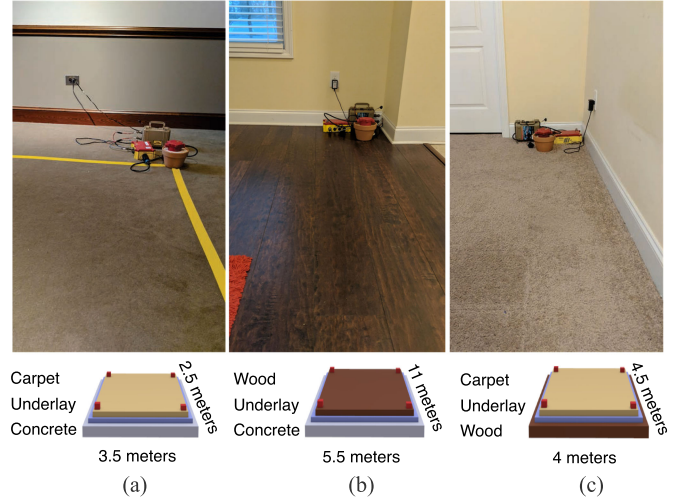 Carpet
Underlay
Concrete
2.5 meters
3.5 meters
(a)
Wood
Underlay
Concrete
11 meters
5.5 meters
(b)
Carpet
Underlay
Wood
4.5 meters
4 meters
(c)